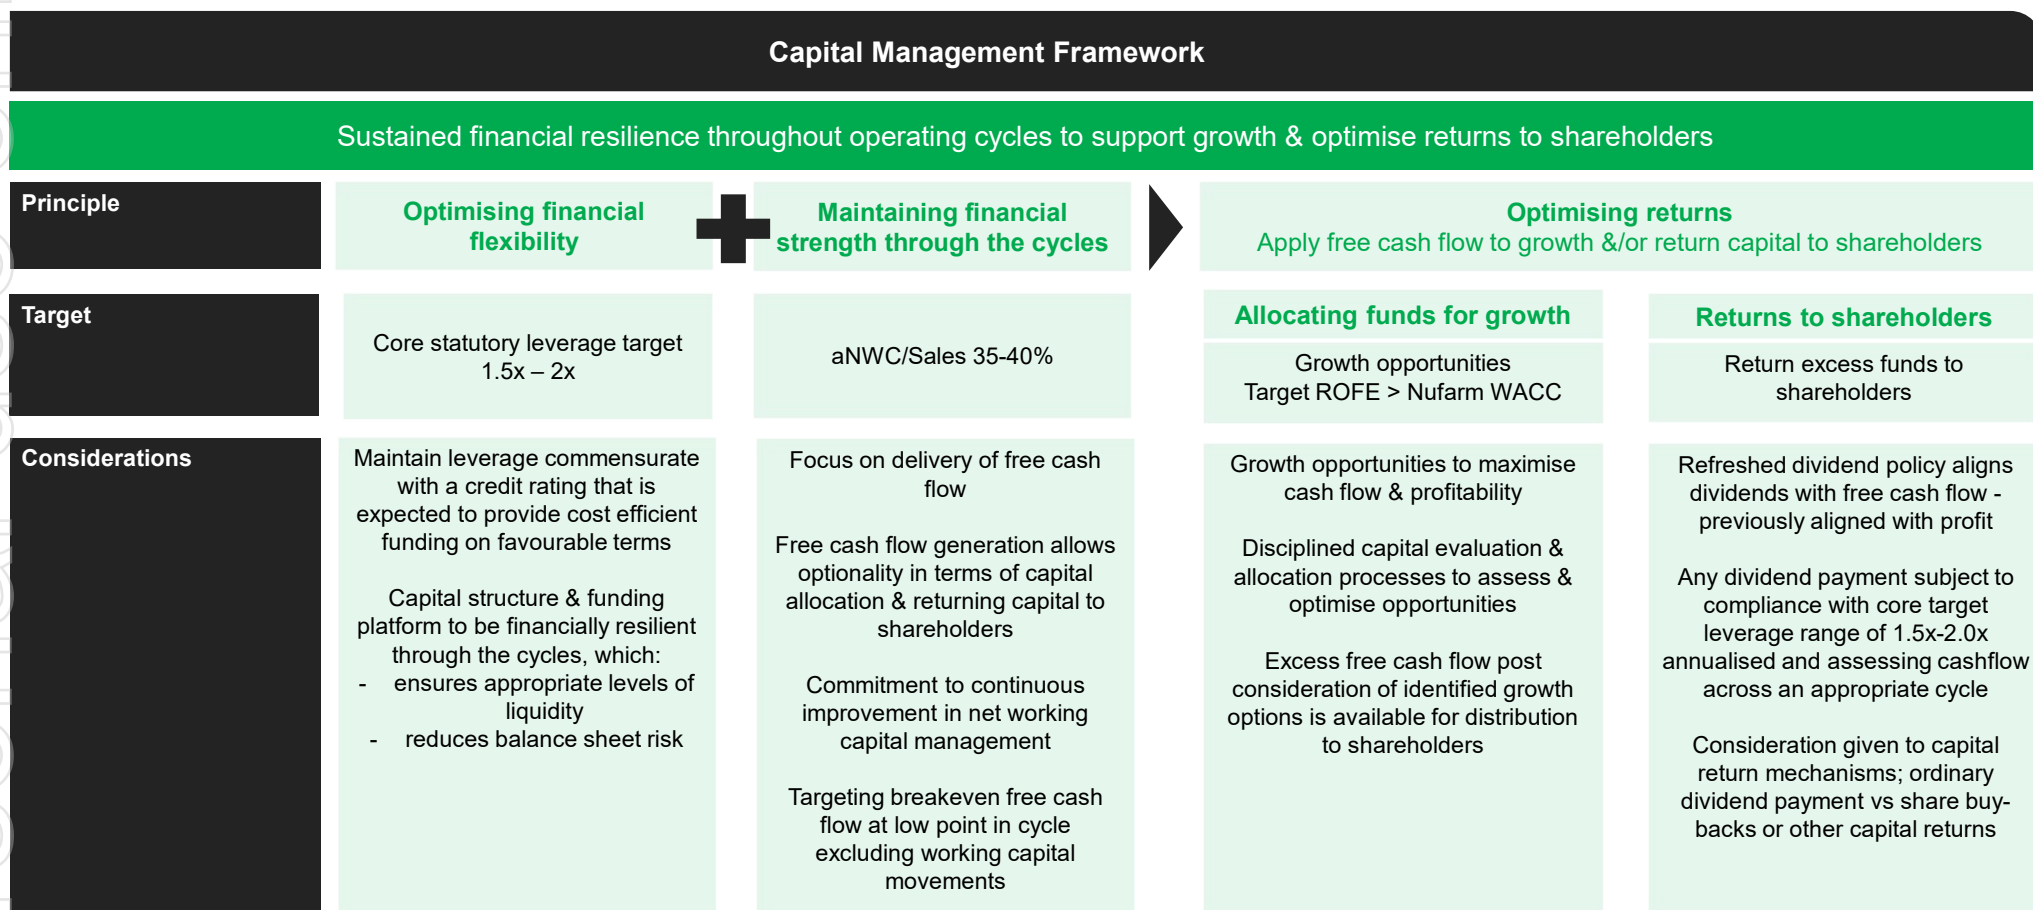 Capital Management Framework
Sustained financial resilience throughout operating cycles to support growth & optimise returns to shareholders
Principle
Optimising financial
flexibility
Maintaining financial
strength through the cycles
Optimising returns
Apply free cash flow to growth &/or return capital to shareholders
Target
Core statutory leverage target
1.5x – 2x
aNWC/Sales 35-40%
Allocating funds for growth
Growth opportunities
Target ROFE > Nufarm WACC
Returns to shareholders
Return excess funds to
shareholders
Considerations
Maintain leverage commensurate
with a credit rating that is
expected to provide cost efficient
funding on favourable terms
Capital structure & funding
platform to be financially resilient
through the cycles, which:
- ensures appropriate levels of
liquidity
- reduces balance sheet risk
Focus on delivery of free cash
flow
Free cash flow generation allows
optionality in terms of capital
allocation & returning capital to
shareholders
Commitment to continuous
improvement in net working
capital management
Targeting breakeven free cash
flow at low point in cycle
excluding working capital
movements
Growth opportunities to maximise
cash flow & profitability
Disciplined capital evaluation &
allocation processes to assess &
optimise opportunities
Excess free cash flow post
consideration of identified growth
options is available for distribution
to shareholders
Refreshed dividend policy aligns
dividends with free cash flow -
previously aligned with profit
Any dividend payment subject to
compliance with core target
leverage range of 1.5x-2.0x
annualised and assessing cashflow
across an appropriate cycle
Consideration given to capital
return mechanisms; ordinary
dividend payment vs share buy-
backs or other capital returns